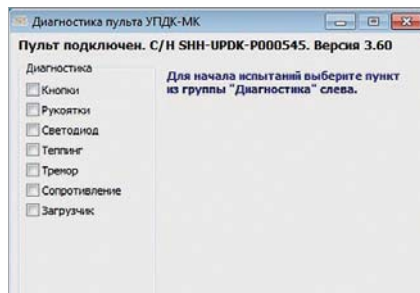 Диагностика пульта УПДК-МК
Пульт подключен. С/Н SHH-UPDK-P000545. Версия 3.60
Диагностика
Для начала испытаний выберите пункт
из группы "Диагностика" слева.
Кнопки
Рукоятки
Светодиод
Теппинг
Тремор
Сопротивление
Загрузчик